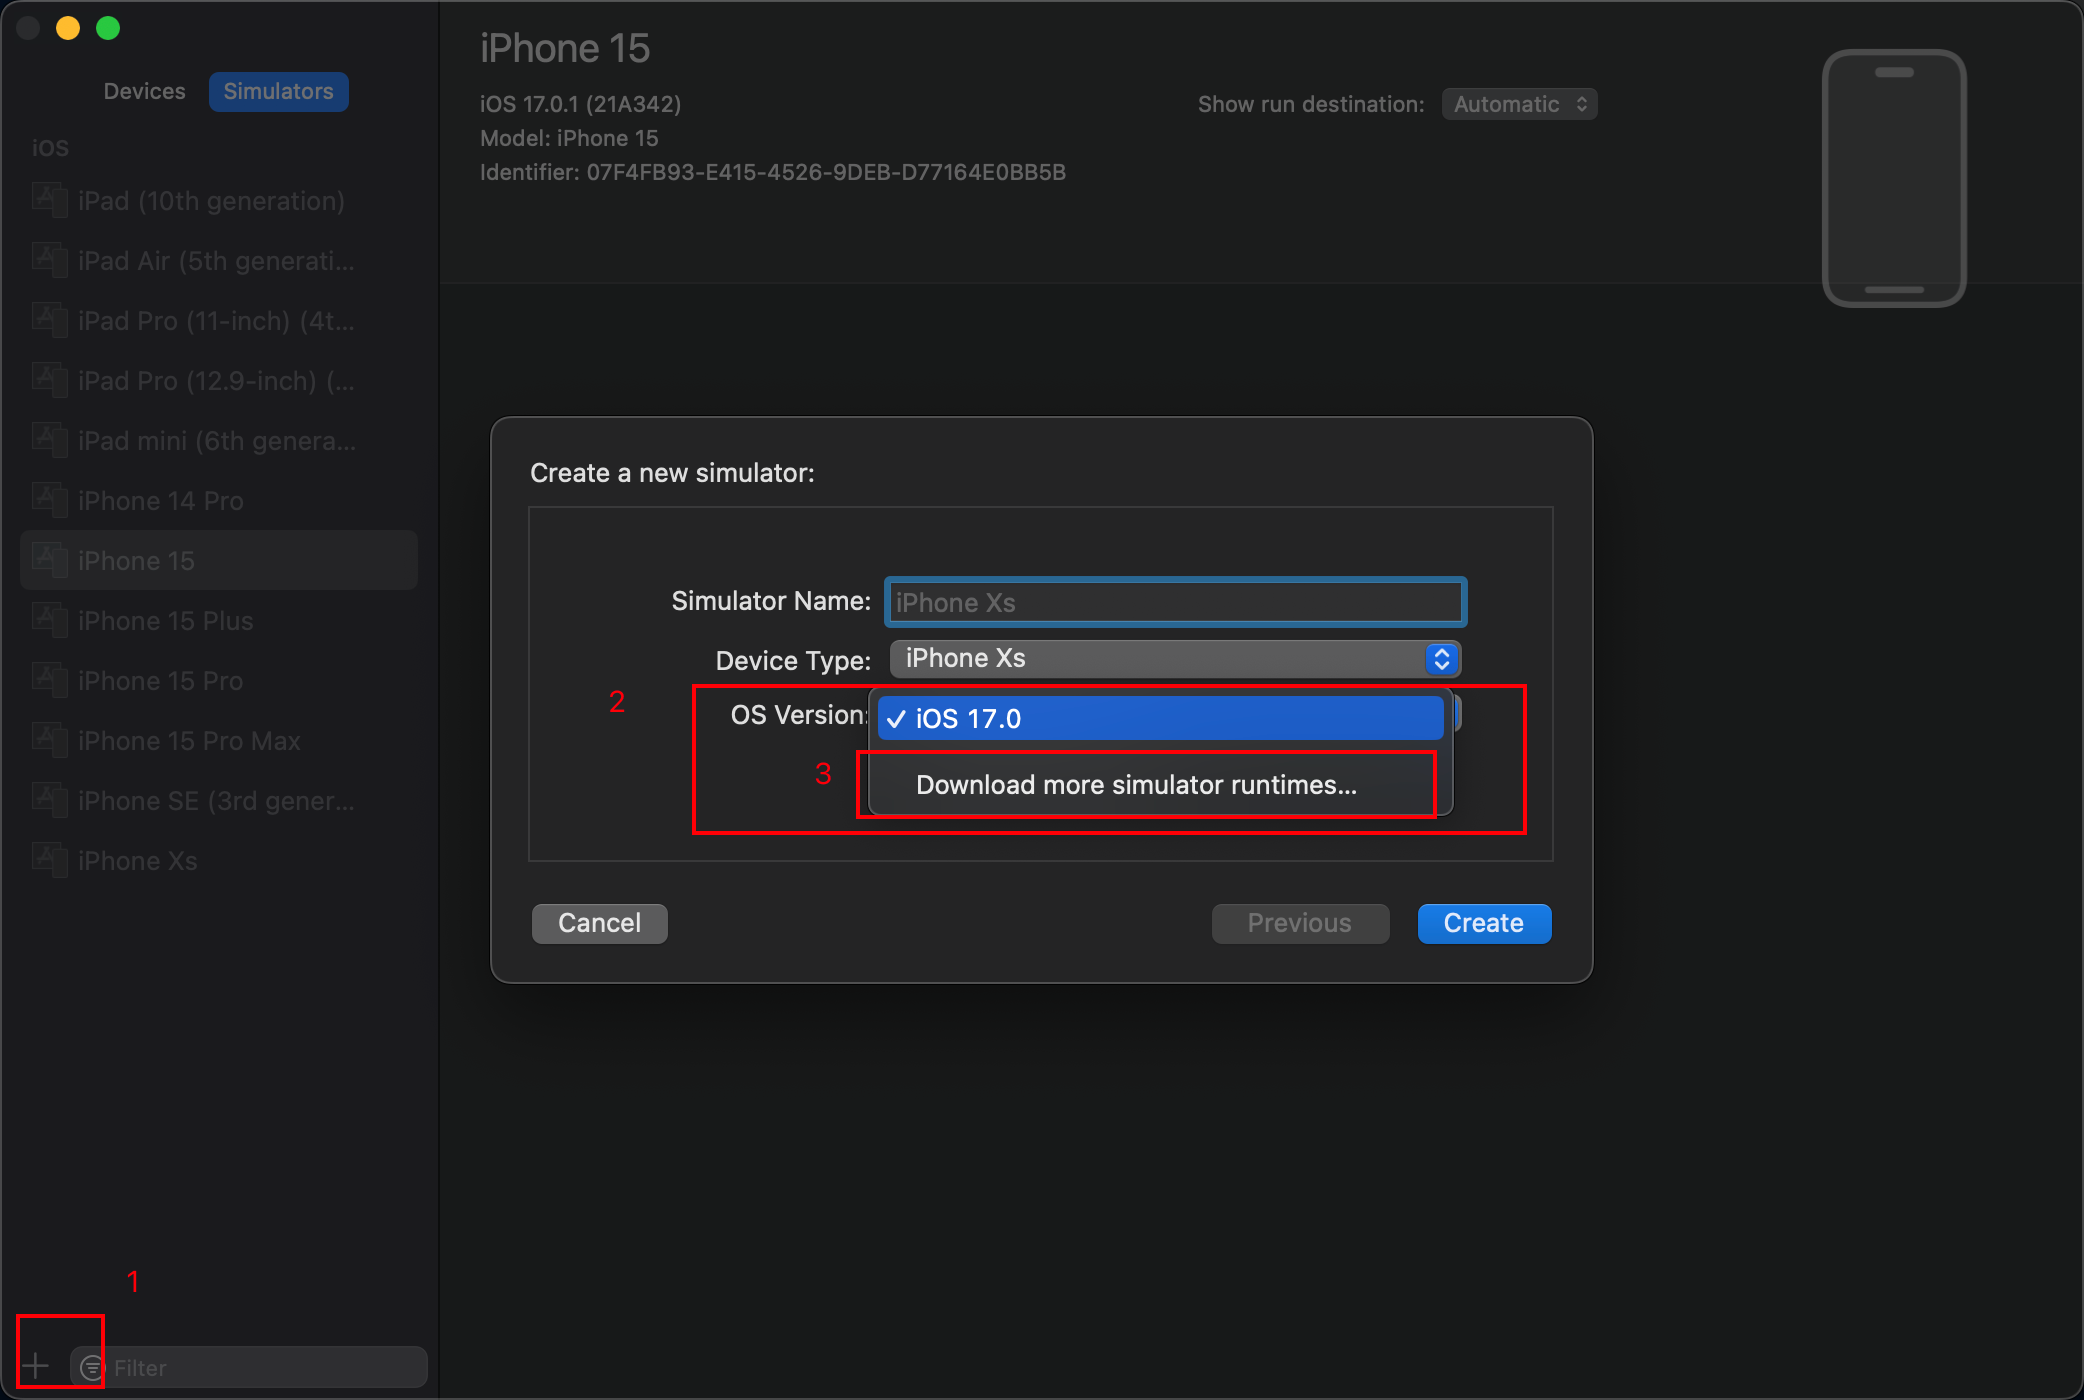 Devices
Simulators
iOS
iPad (10th generation)
iPad Air (5th generati...
iPad Pro (11-inch) (4t...
iPad Pro (12.9-inch) (...
iPad mini (6th genera...
iPhone 14 Pro
iPhone 15
iPhone 15 Plus
iPhone 15 Pro
iPhone 15 Pro Max
iPhone SE (3rd gener...
iPhone Xs
1
Filter
iPhone 15
iOS 17.0.1 (21A342)
Model: iPhone 15
Identifier: 07F4FB93-E415-4526-9DEB-D77164E0BB5B
Show run destination: Automatic
Create a new simulator:
Simulator Name: iPhone Xs
Device Type: iPhone Xs
2
OS Version: ✓ iOS 17.0
3
Download more simulator runtimes...
Cancel
Previous
Create